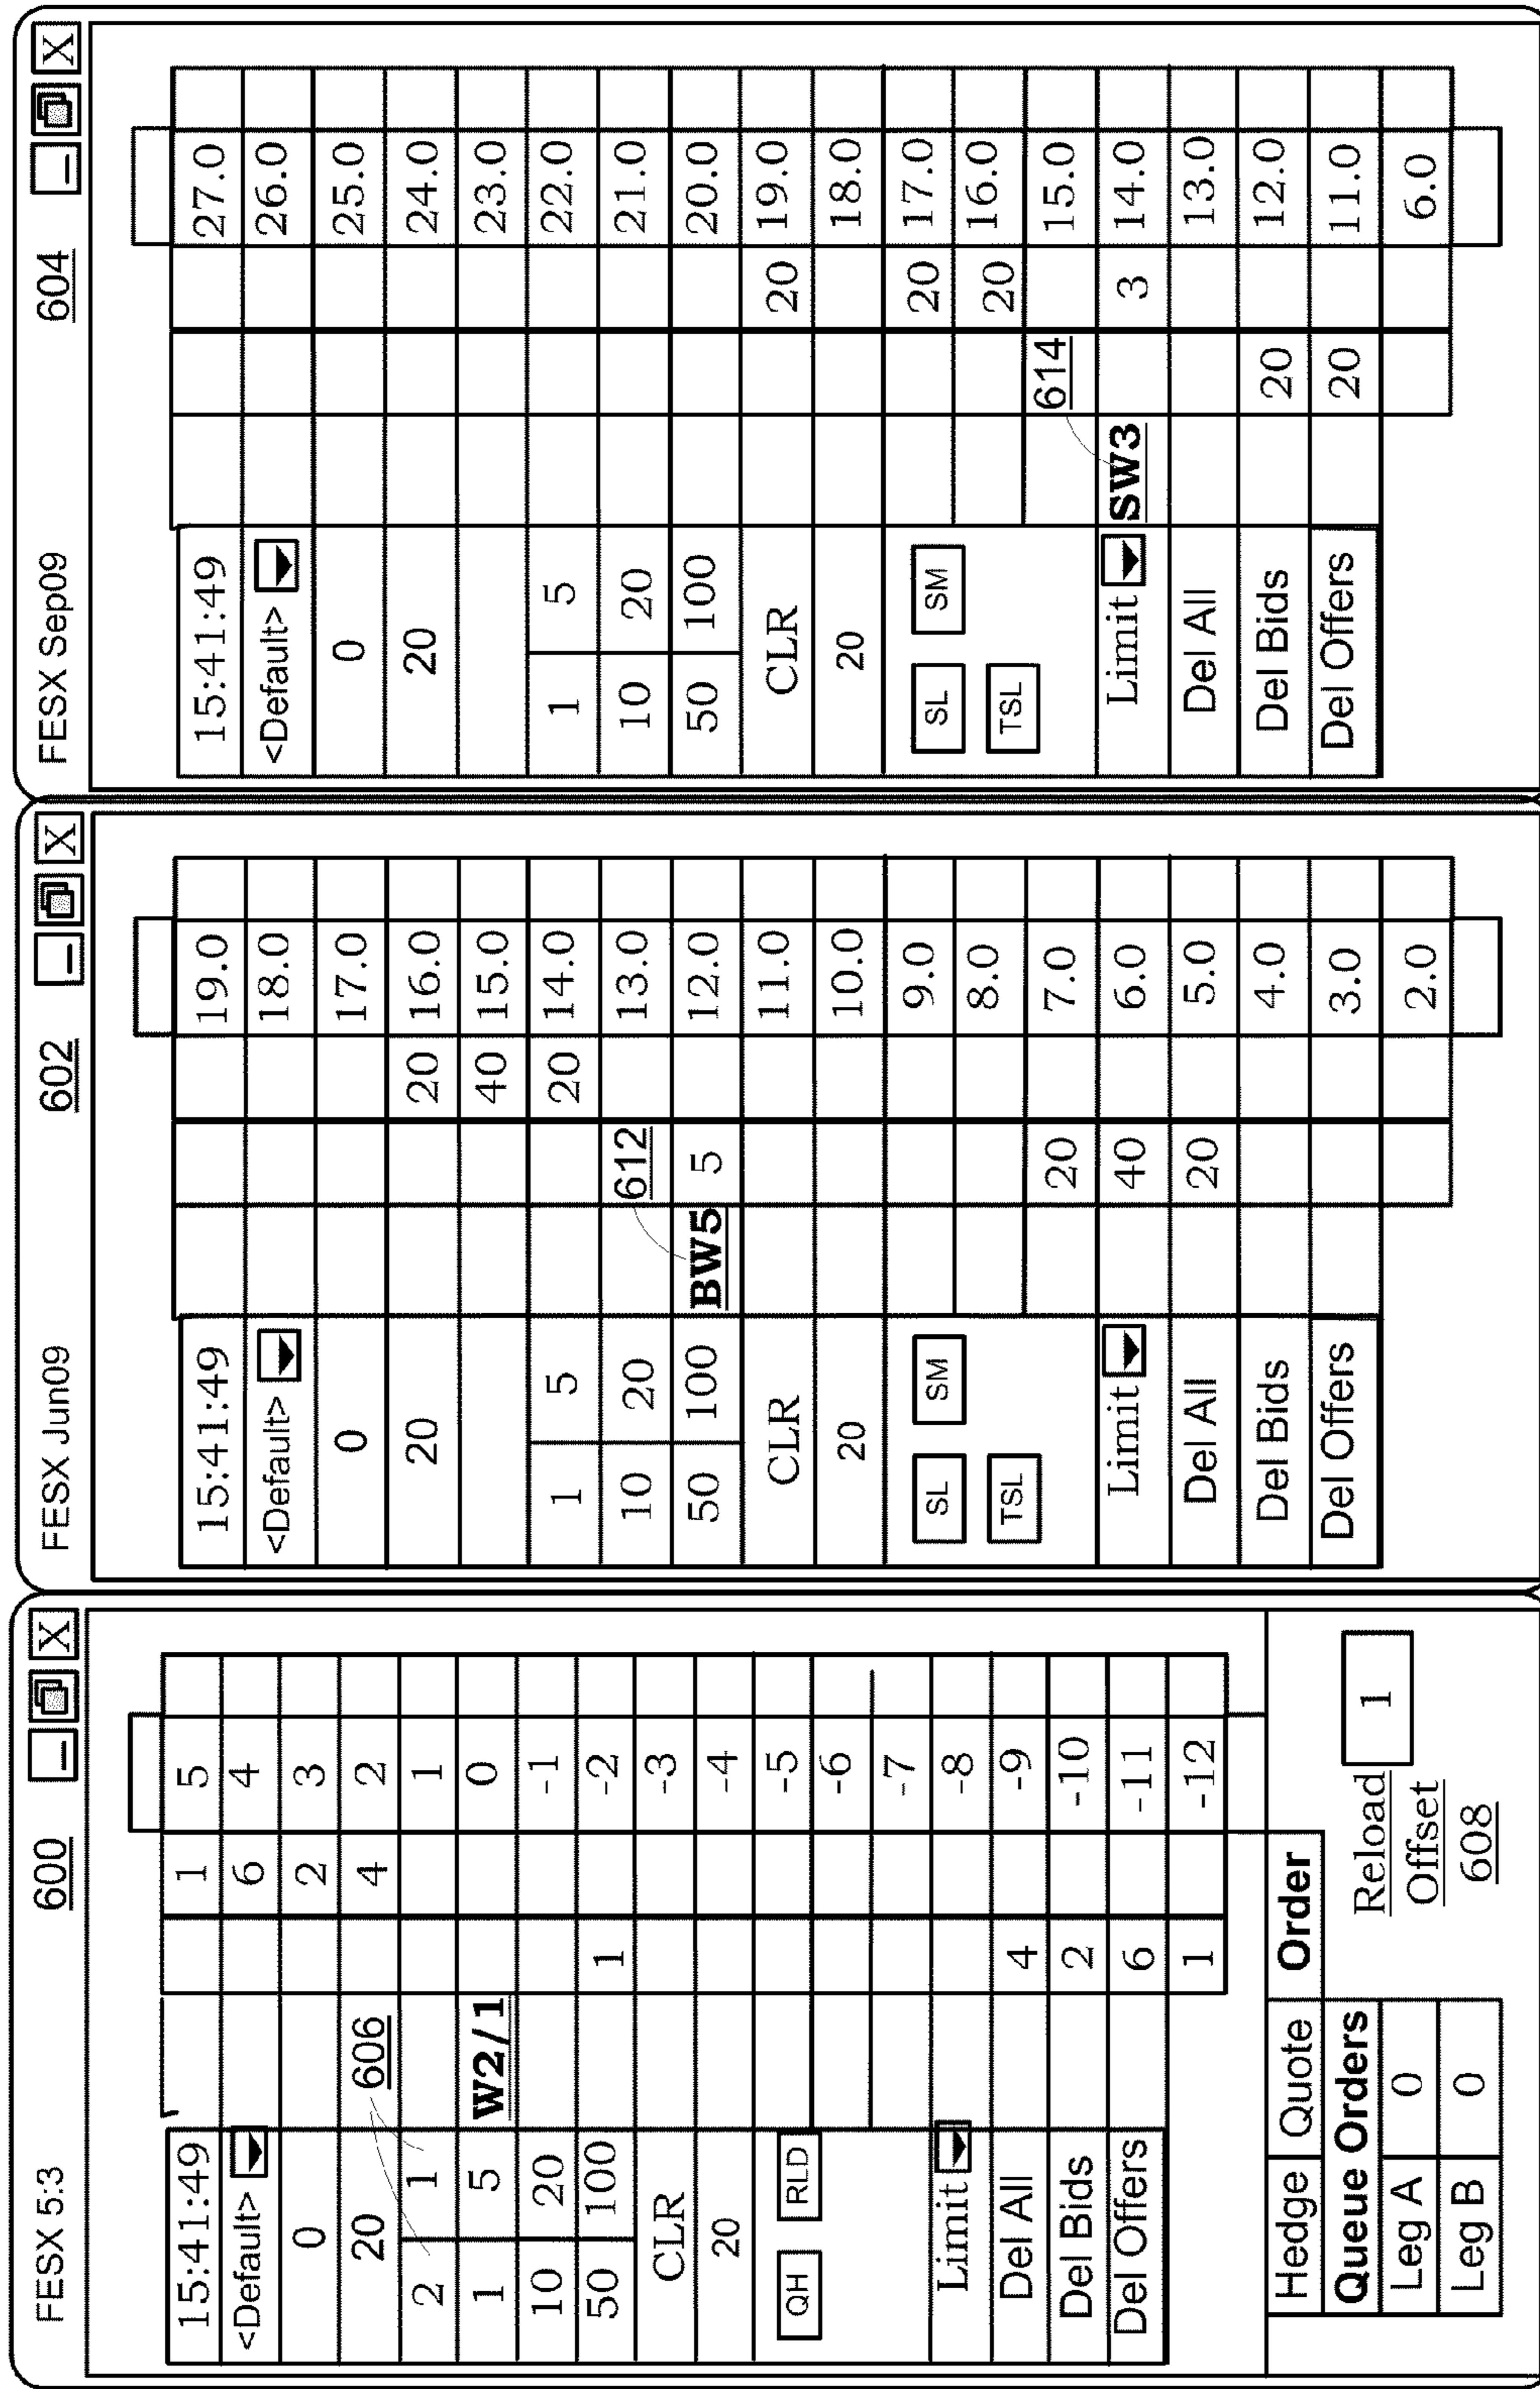 FESX 5:3 600 X
15:41:49 1 5
<Default> 6 4
0 2 3
20 606 4 2
2 1 1
1 5 W2/1 0
10 20 -1
50 100 1 -2
CLR -3
20 -4
QH RLD -5
-6
-7
Limit -8
Del All 4 -9
Del Bids 2 -10
Del Offers 6 -11
1 -12
Hedge Quote Order
Queue Orders
Leg A 0
Leg B 0
Reload 1
Offset
608
FESX Jun09 602 X
15:41:49 19.0
<Default> 18.0
0 17.0
20 20 16.0
40 15.0
1 5 20 14.0
10 20 612 13.0
50 100 BW5 5 12.0
CLR 11.0
20 10.0
SL SM 9.0
TSL 8.0
20 7.0
Limit 40 6.0
Del All 20 5.0
Del Bids 4.0
Del Offers 3.0
2.0
FESX Sep09 604 X
15:41:49 27.0
<Default> 26.0
0 25.0
20 24.0
23.0
1 5 22.0
10 20 21.0
50 100 20.0
CLR 20 19.0
20 18.0
SL SM 20 17.0
TSL 20 16.0
614 15.0
Limit SW3 3 14.0
Del All 13.0
Del Bids 20 12.0
Del Offers 20 11.0
6.0